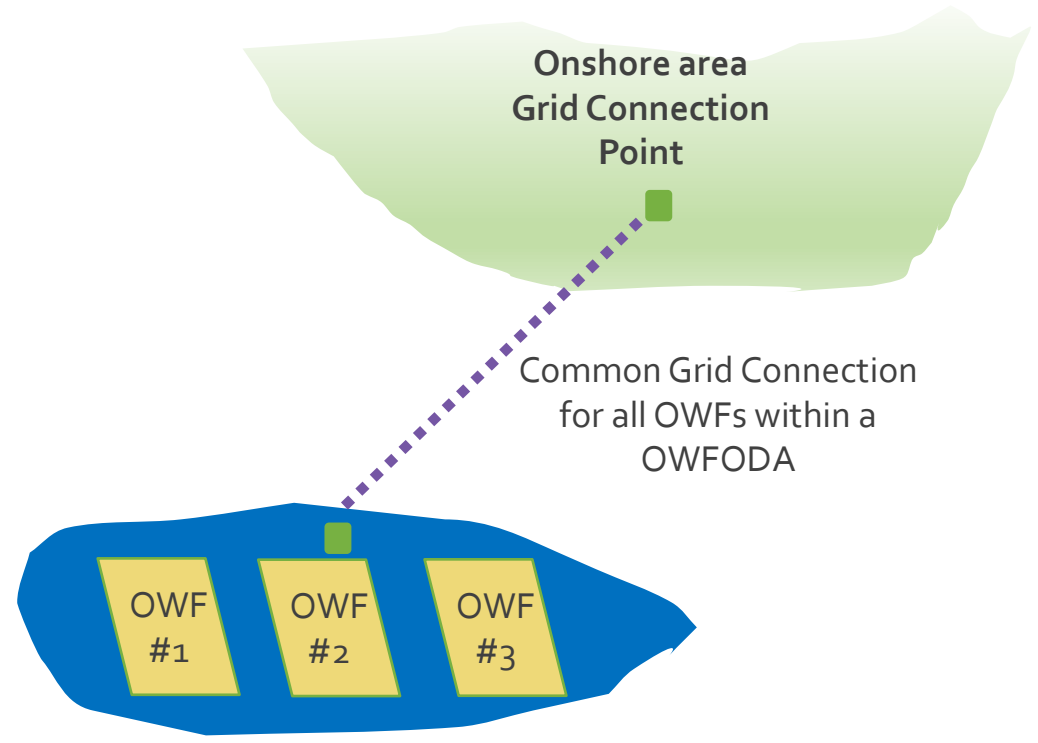 Onshore area
Grid Connection
Point
Common Grid Connection
for all OWFs within a
OWFODA
OWF
#1
OWF
#2
OWF
#3